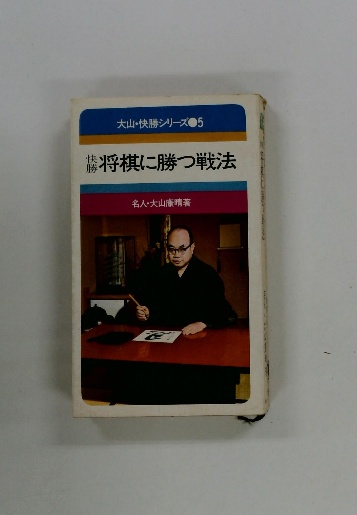 大山・快勝シリーズ●5
快勝 将棋に勝つ戦法
名人・大山康晴著